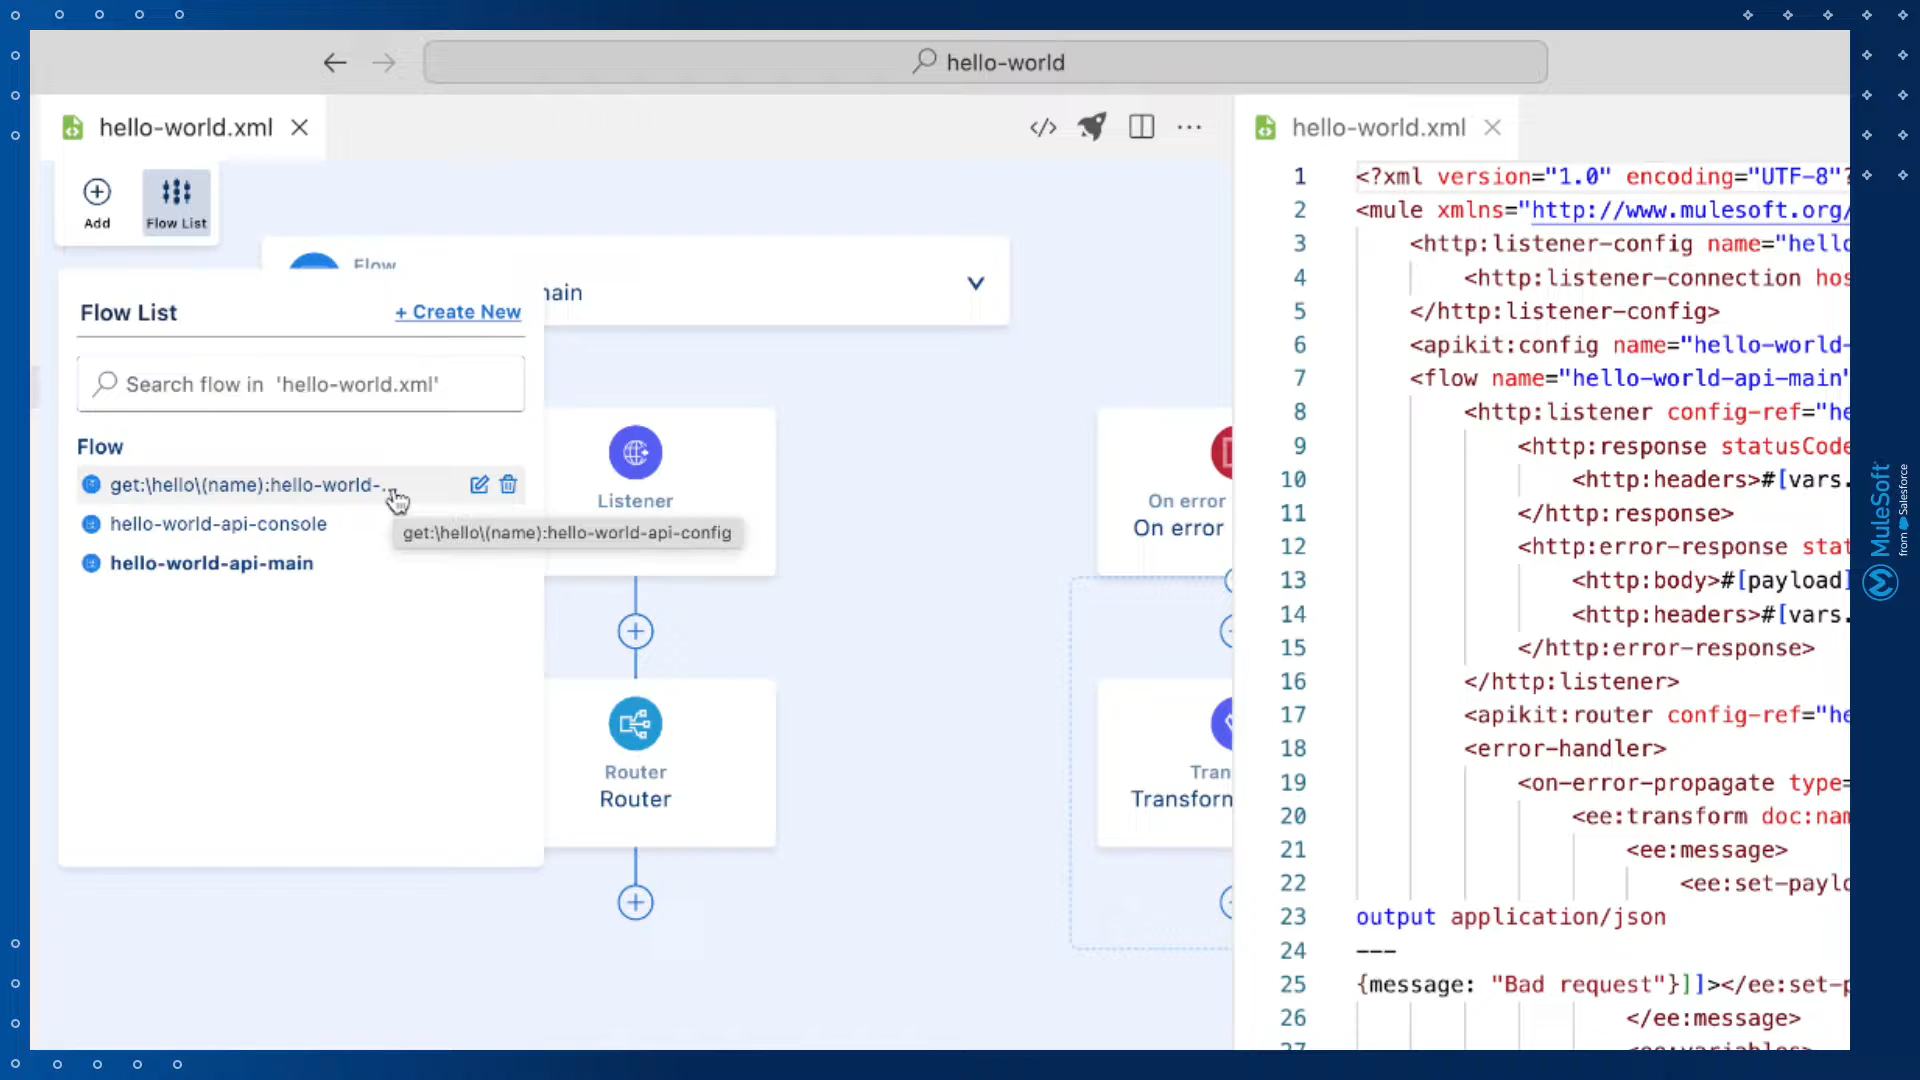 hello-world
hello-world.xml
hello-world.xml
Add
Flow List
Flow
Flow List
+ Create New
Search flow in 'hello-world.xml'
Flow
get:\hello\(name):hello-world-...
hello-world-api-console
get:\hello\(name):hello-world-api-config
hello-world-api-main
Listener
On error
On error
Router
Router
Transform
1 <?xml version="1.0" encoding="UTF-8"?
2 <mule xmlns="http://www.mulesoft.org/
3 <http:listener-config name="hello
4 <http:listener-connection hos
5 </http:listener-config>
6 <apikit:config name="hello-world-
7 <flow name="hello-world-api-main"
8 <http:listener config-ref="he
9 <http:response statusCode
10 <http:headers>#[vars.
11 </http:response>
12 <http:error-response stat
13 <http:body>#[payload]
14 <http:headers>#[vars.
15 </http:error-response>
16 </http:listener>
17 <apikit:router config-ref="he
18 <error-handler>
19 <on-error-propagate type=
20 <ee:transform doc:nam
21 <ee:message>
22 <ee:set-paylo
23 output application/json
24 ---
25 {message: "Bad request"}]]></ee:set-p
26 </ee:message>
27 <ee:variables>
MuleSoft
from Salesforce